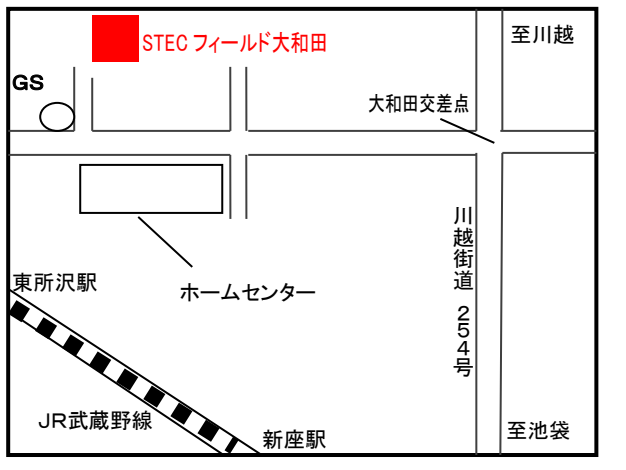 STEC フィールド大和田
至川越
GS
大和田交差点
川越街道 254号
東所沢駅
ホームセンター
JR武蔵野線
新座駅
至池袋